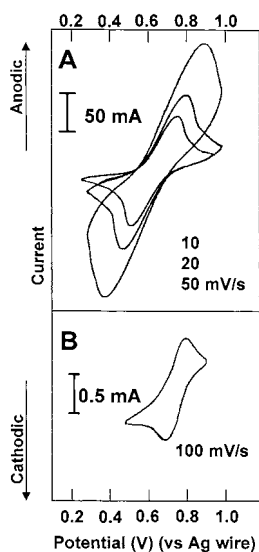 0.2 0.4 0.6 0.8 1.0
A
50 mA
10
20
50 mV/s
B
0.5 mA
100 mV/s
0.2 0.4 0.6 0.8 1.0
Potential (V) (vs Ag wire)
Anodic
Current
Cathodic